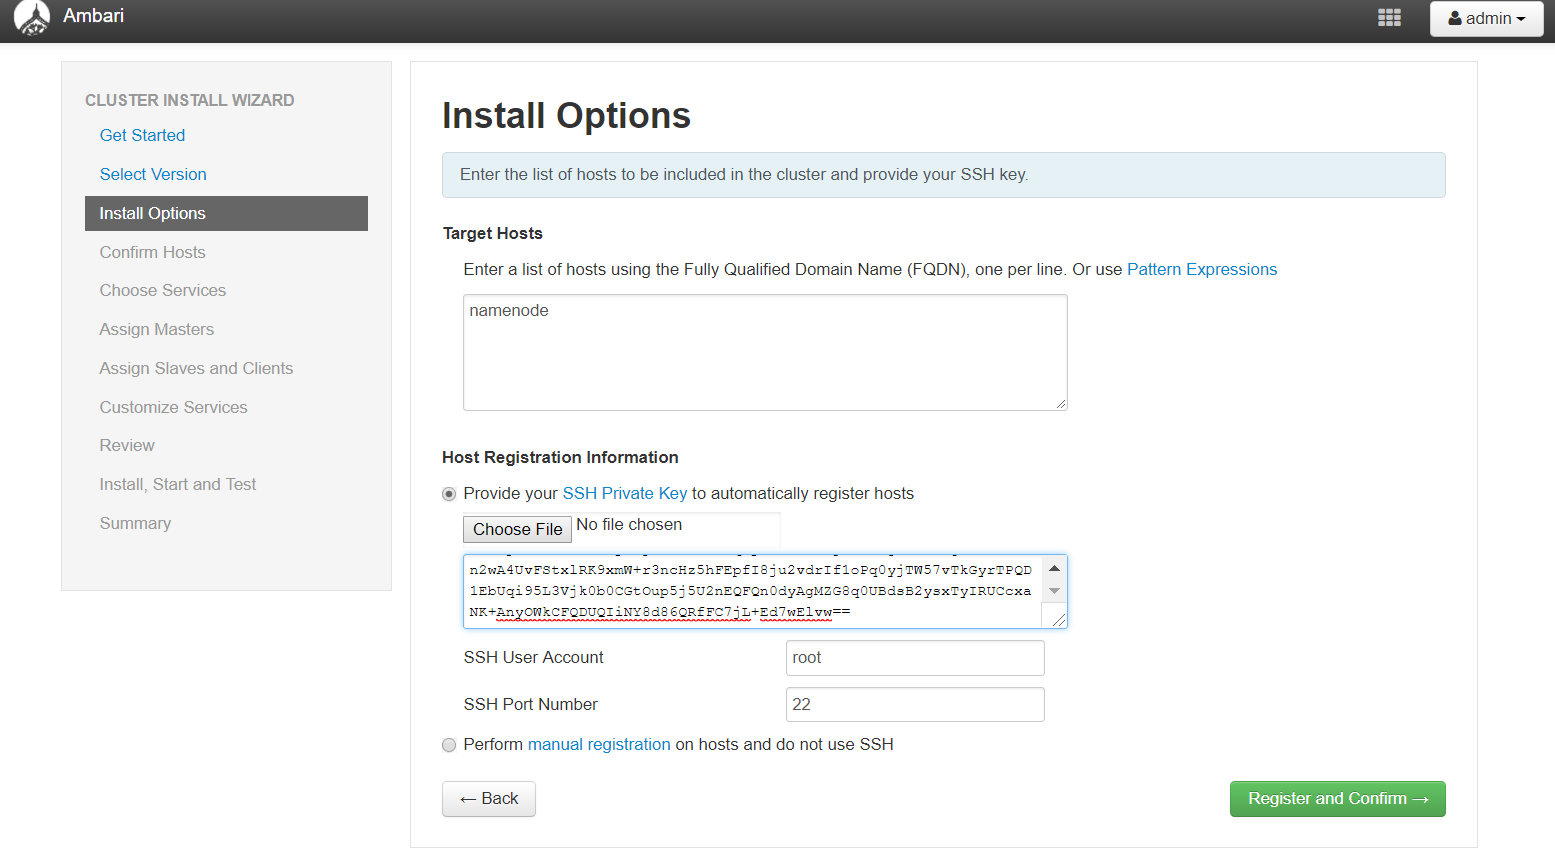 Ambari
admin
CLUSTER INSTALL WIZARD
Get Started
Select Version
Install Options
Confirm Hosts
Choose Services
Assign Masters
Assign Slaves and Clients
Customize Services
Review
Install, Start and Test
Summary
Install Options
Enter the list of hosts to be included in the cluster and provide your SSH key.
Target Hosts
Enter a list of hosts using the Fully Qualified Domain Name (FQDN), one per line. Or use Pattern Expressions
namenode
Host Registration Information
Provide your SSH Private Key to automatically register hosts
Choose File No file chosen
n2wA4UvFStxlRK9xmW+r3ncHz5hFEpfI8ju2vdrIf1oPq0yjTW57vTkGyrTPQD
1EbUqi95L3Vjk0b0CGtOup5j5U2nEQFQn0dyAgMZG8q0UBdsB2ysxTyIRUCcxa
NK+AnyOWkCFQDUQIiNY8d86QRfFC7jL+Ed7wElvw==
SSH User Account root
SSH Port Number 22
Perform manual registration on hosts and do not use SSH
← Back
Register and Confirm →